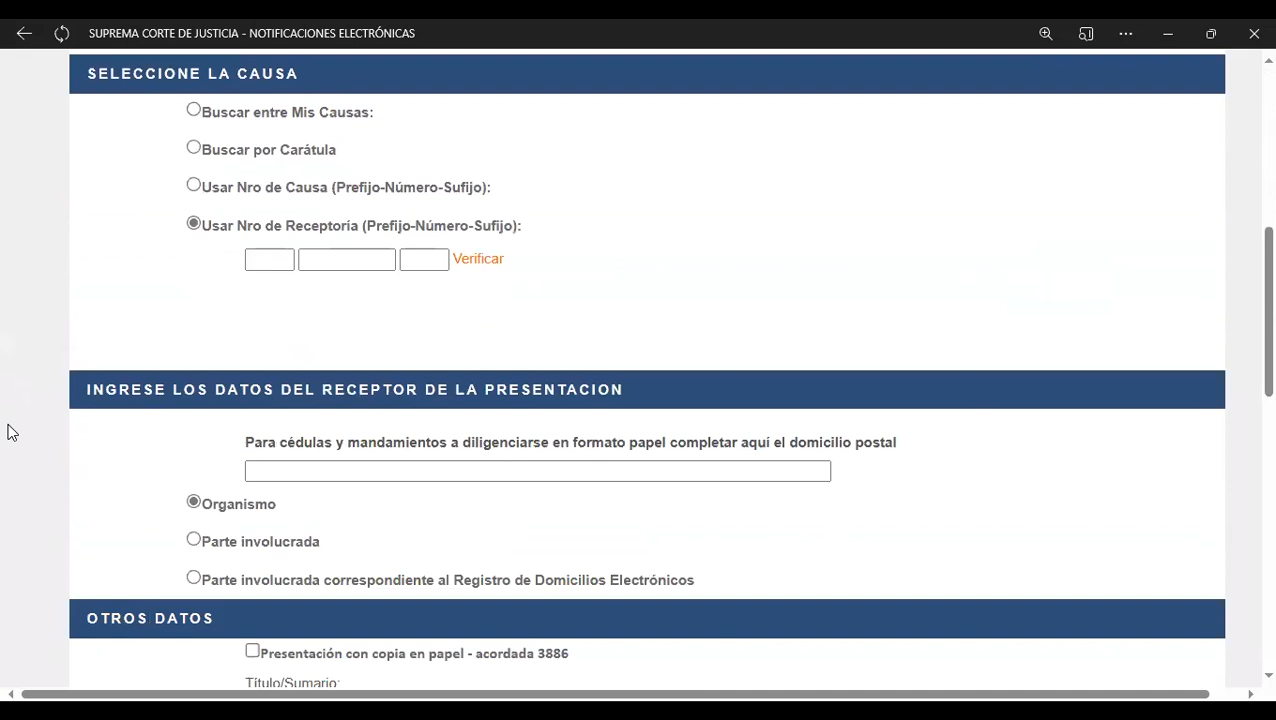 SUPREMA CORTE DE JUSTICIA - NOTIFICACIONES ELECTRÓNICAS
SELECCIONE LA CAUSA
Buscar entre Mis Causas:
Buscar por Carátula
Usar Nro de Causa (Prefijo-Número-Sufijo):
Usar Nro de Receptoría (Prefijo-Número-Sufijo):
Verificar
INGRESE LOS DATOS DEL RECEPTOR DE LA PRESENTACION
Para cédulas y mandamientos a diligenciarse en formato papel completar aquí el domicilio postal
Organismo
Parte involucrada
Parte involucrada correspondiente al Registro de Domicilios Electrónicos
OTROS DATOS
Presentación con copia en papel - acordada 3886
Título/Sumario: